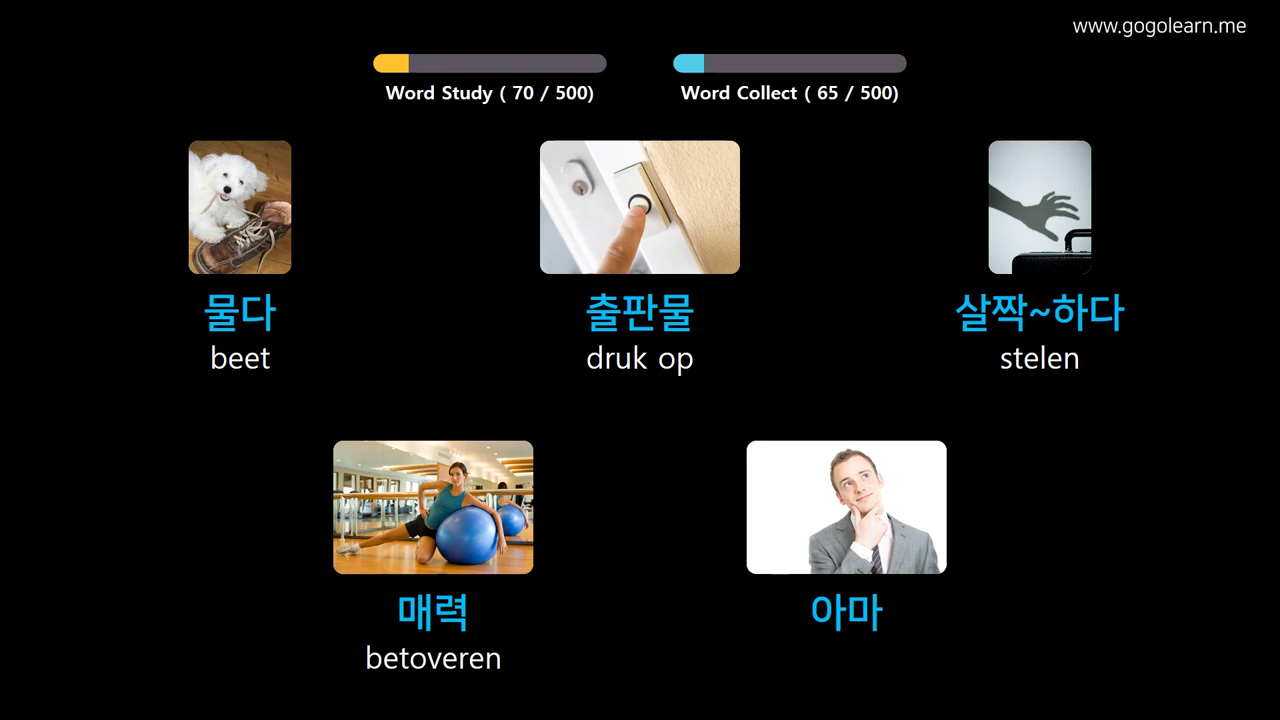 www.gogolearn.me
Word Study ( 70 / 500)
Word Collect ( 65 / 500)
물다
beet
출판물
druk op
살짝~하다
stelen
매력
betoveren
아마